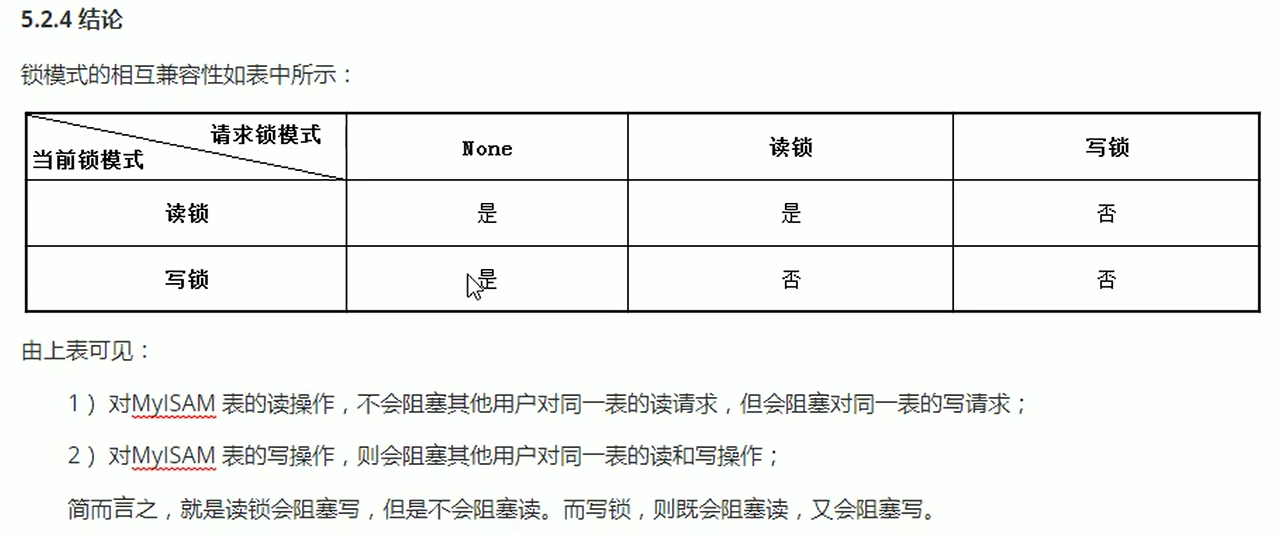 5.2.4 结论
锁模式的相互兼容性如表中所示：
请求锁模式
当前锁模式 None 读锁 写锁
读锁 是 是 否
写锁 是 否 否
由上表可见：
1）对MyISAM 表的读操作，不会阻塞其他用户对同一表的读请求，但会阻塞对同一表的写请求；
2）对MyISAM 表的写操作，则会阻塞其他用户对同一表的读和写操作；
简而言之，就是读锁会阻塞写，但是不会阻塞读。而写锁，则既会阻塞读，又会阻塞写。